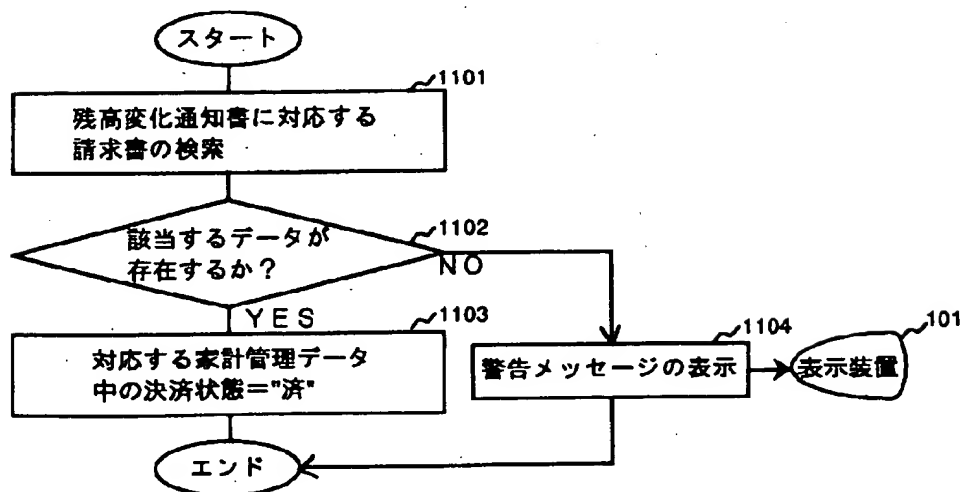 スタート
1101
残高変化通知書に対応する
請求書の検索
1102
該当するデータが
存在するか？
NO
YES
1103
対応する家計管理データ
中の決済状態＝"済"
1104
警告メッセージの表示
101
表示装置
エンド